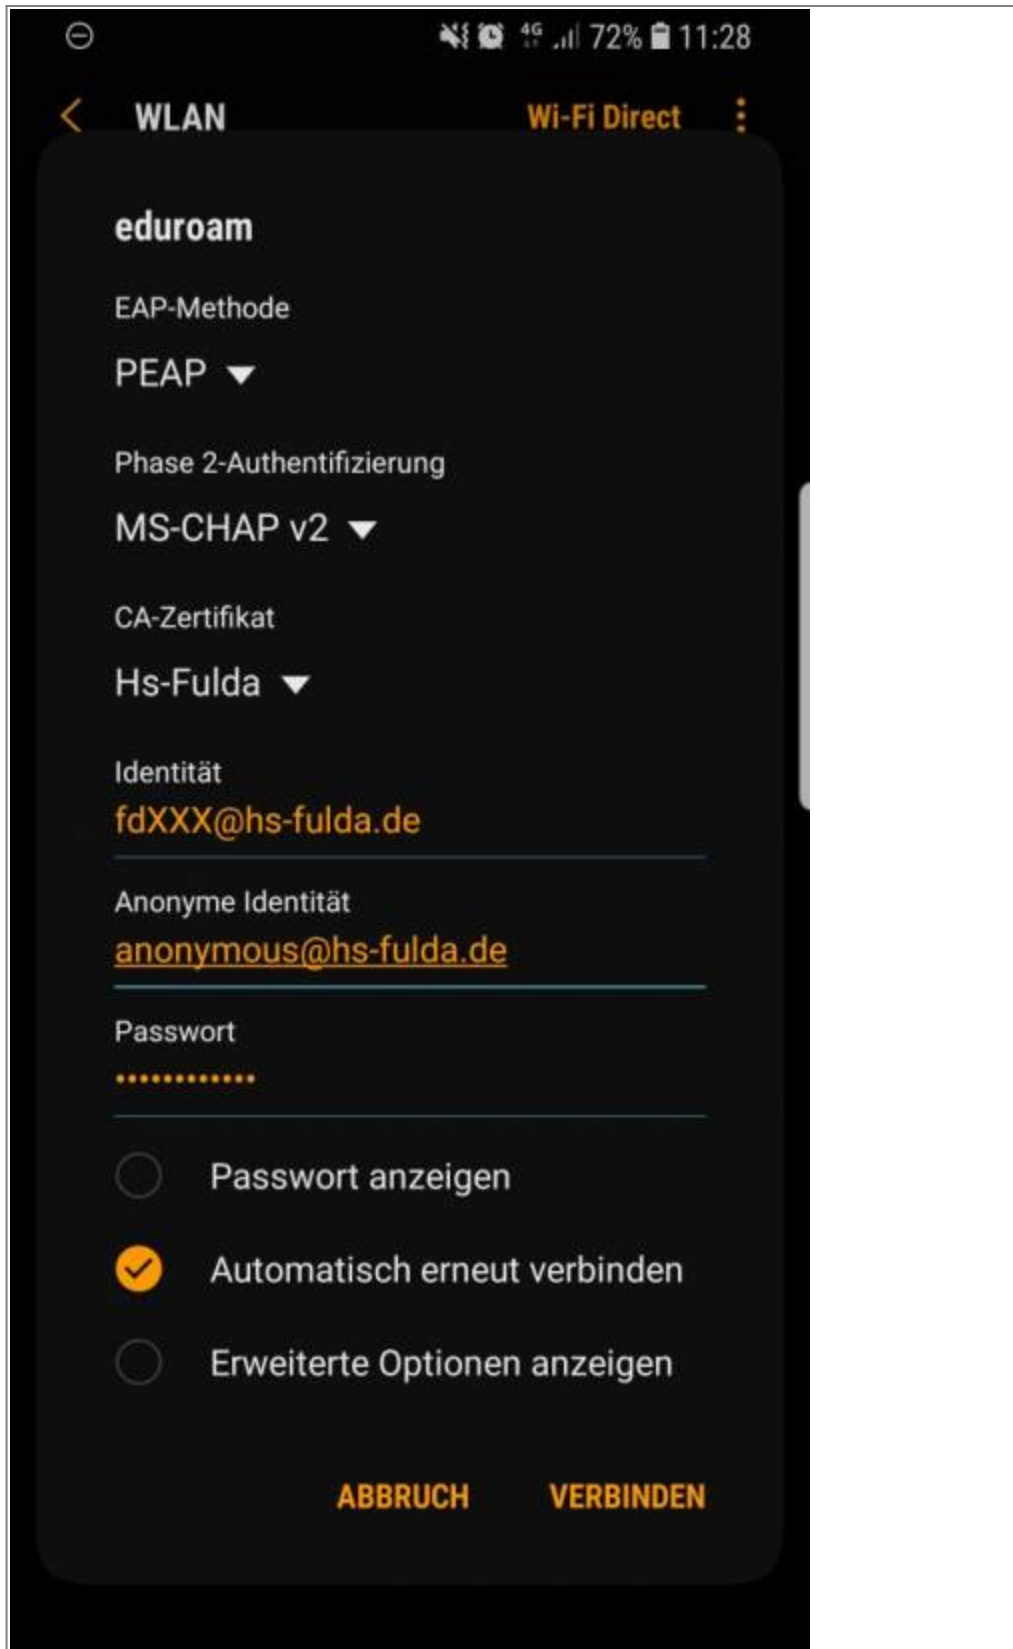 4G 72% 11:28
WLAN Wi-Fi Direct
eduroam
EAP-Methode
PEAP
Phase 2-Authentifizierung
MS-CHAP v2
CA-Zertifikat
Hs-Fulda
Identität
fdXXX@hs-fulda.de
Anonyme Identität
anonymous@hs-fulda.de
Passwort
••••••••••••
Passwort anzeigen
Automatisch erneut verbinden
Erweiterte Optionen anzeigen
ABBRUCH VERBINDEN